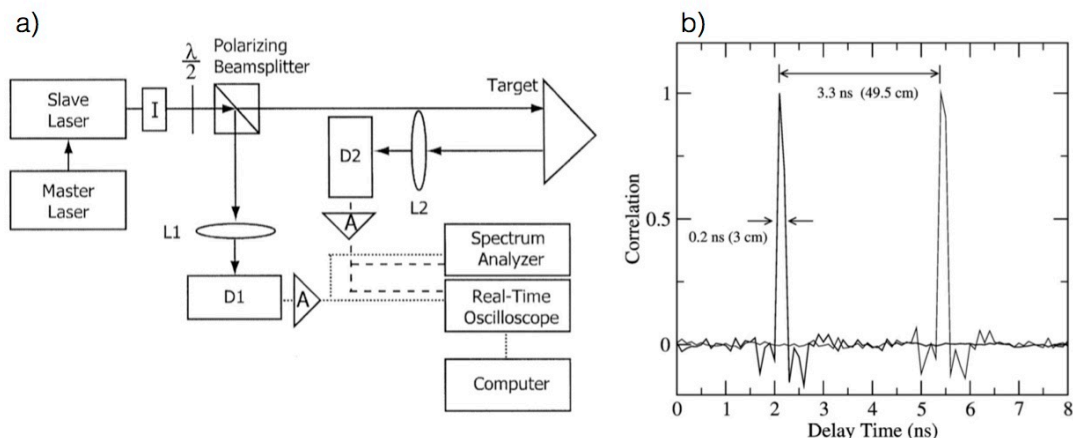 a)
Slave
Laser
Master
Laser
I
λ
2
Polarizing
Beamsplitter
Target
D2
L2
A
L1
D1
A
Spectrum
Analyzer
Real-Time
Oscilloscope
Computer
b)
Correlation
1
0.5
0
3.3 ns (49.5 cm)
0.2 ns (3 cm)
0 1 2 3 4 5 6 7 8
Delay Time (ns)